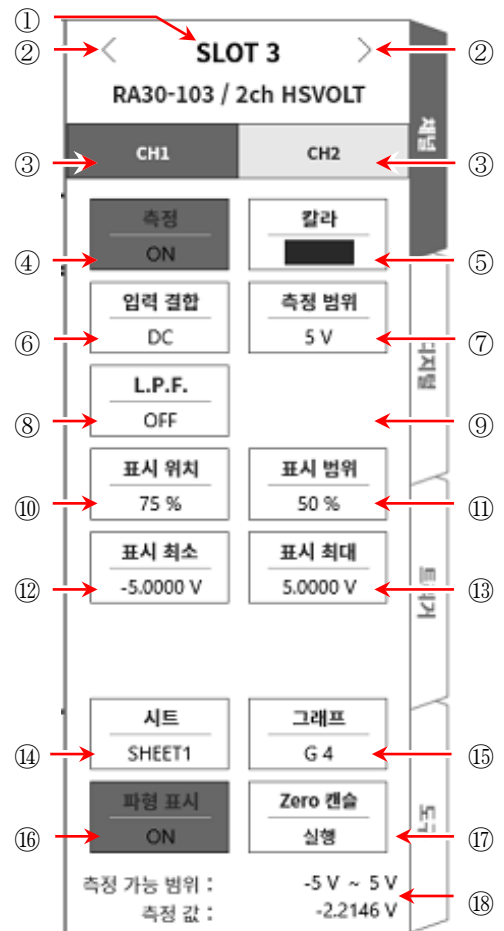 ①
② < SLOT 3 > ②
RA30-103 / 2ch HSVOLT
채널
③ CH1 CH2 ③
측정 칼라
④ ON ⑤
입력 결합 측정 범위
⑥ DC 5 V ⑦
디지털
L.P.F.
⑧ OFF ⑨
표시 위치 표시 범위
⑩ 75 % 50 % ⑪
표시 최소 표시 최대
⑫ -5.0000 V 5.0000 V ⑬
트리거
시트 그래프
⑭ SHEET1 G 4 ⑮
파형 표시 Zero 캔슬
⑯ ON 실행 ⑰
측정 가능 범위 : -5 V ~ 5 V
측정 값 : -2.2146 V ⑱